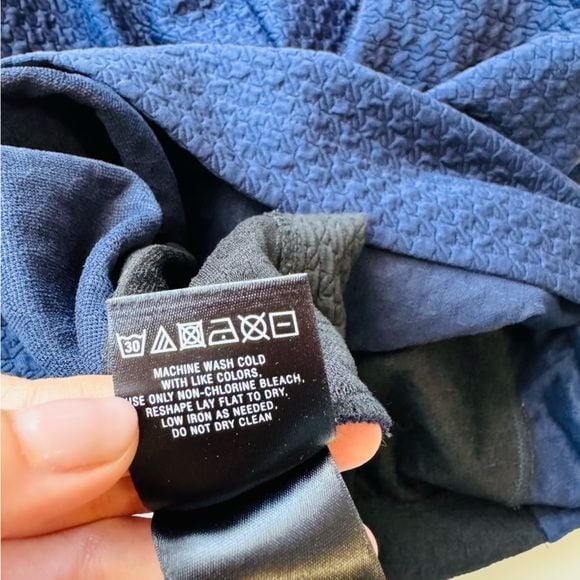 30
MACHINE WASH COLD
WITH LIKE COLORS,
USE ONLY NON-CHLORINE BLEACH,
RESHAPE LAY FLAT TO DRY.
LOW IRON AS NEEDED,
DO NOT DRY CLEAN